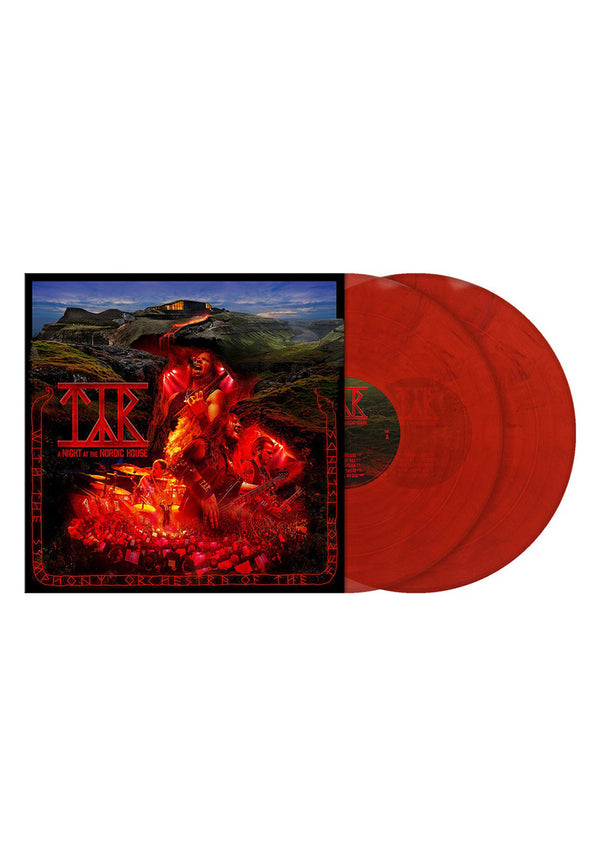 TÝR
A NIGHT AT THE NORDIC HOUSE
WITH THE SYMPHONY ORCHESTRA OF THE FAROE ISLANDS